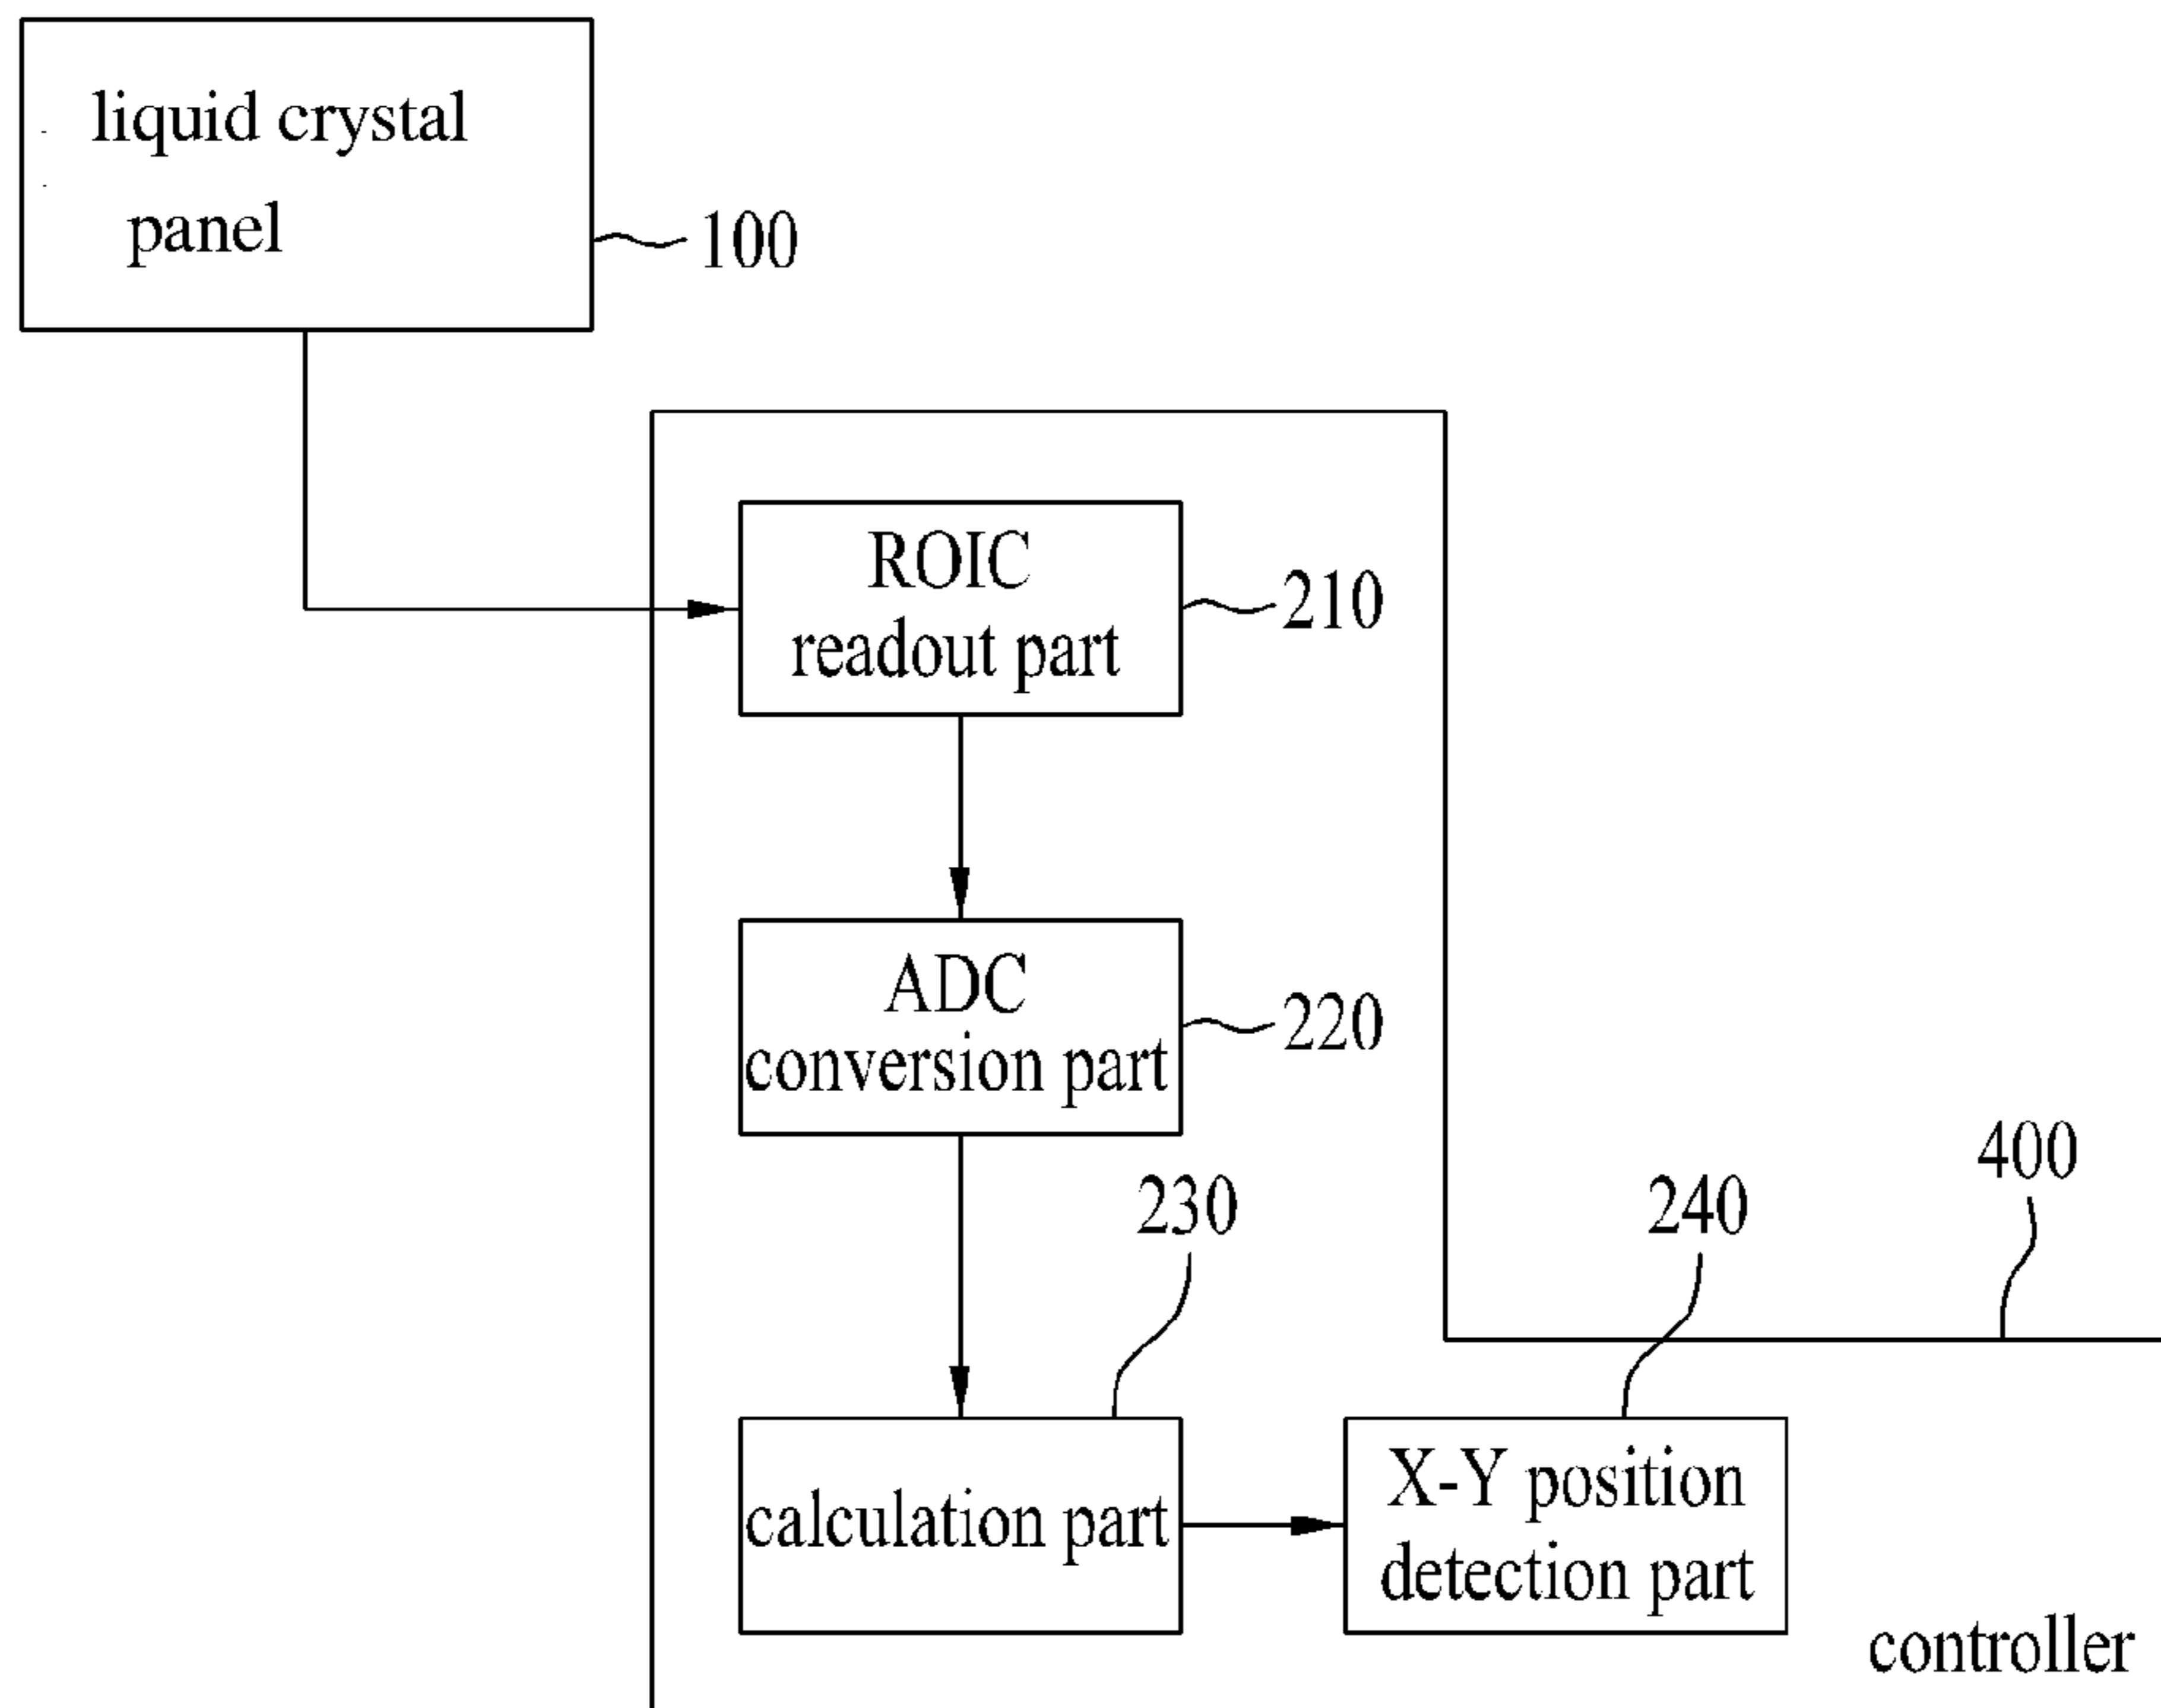 liquid crystal
panel
100
ROIC
readout part
210
ADC
conversion part
220
230
240
400
calculation part
X-Y position
detection part
controller